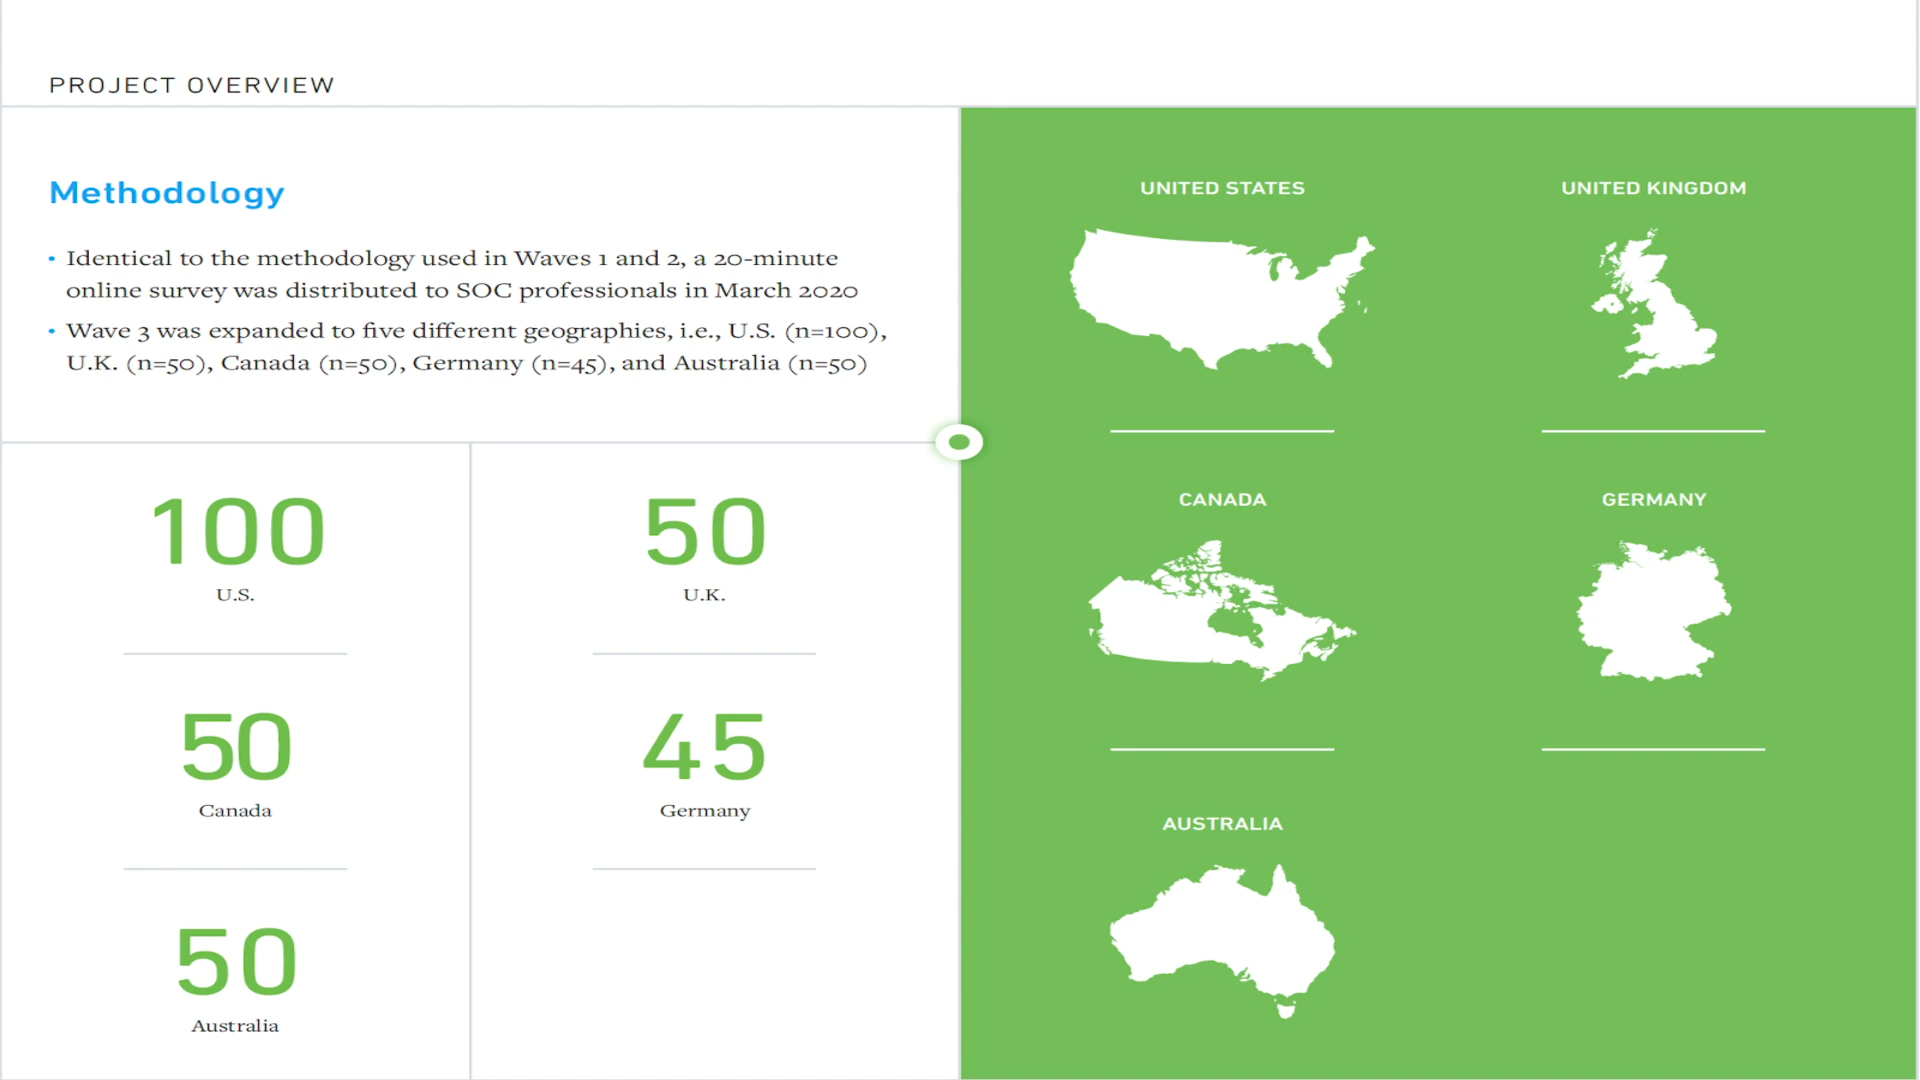 PROJECT OVERVIEW
Methodology
• Identical to the methodology used in Waves 1 and 2, a 20-minute
online survey was distributed to SOC professionals in March 2020
• Wave 3 was expanded to five different geographies, i.e., U.S. (n=100),
U.K. (n=50), Canada (n=50), Germany (n=45), and Australia (n=50)
100
U.S.
50
U.K.
50
Canada
45
Germany
50
Australia
UNITED STATES
UNITED KINGDOM
CANADA
GERMANY
AUSTRALIA